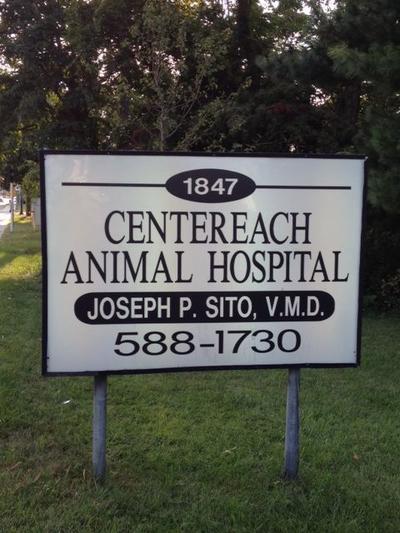 1847
CENTEREACH
ANIMAL HOSPITAL
JOSEPH P. SITO, V.M.D.
588-1730